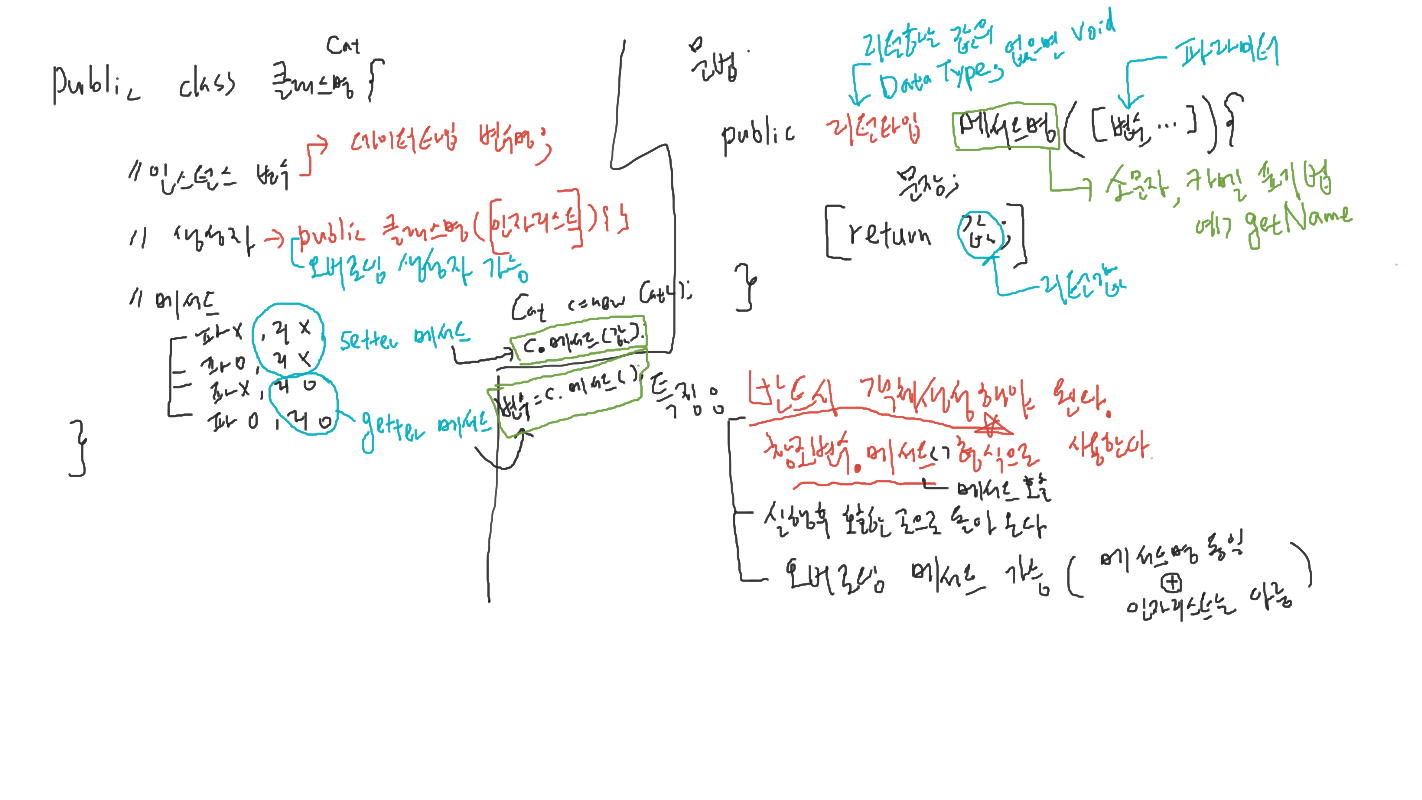 Cat
public class 클래스명 {
// 인스턴스 변수 → 데이터타입 변수명;
// 생성자 → public 클래스명([인자리스트]) { }
오버로딩 생성자 가능
// 메서드
파 x, 리 x
파 o, 리 x
setter 메서드
파 x, 리 o
파 o, 리 o
getter 메서드
}
Cat c = new Cat();
c.메서드(값).
변수 = c.메서드();
문법
리턴하는 값의
Data Type, 없으면 void
파라미터
public 리턴타입 메서드명([변수, ...]) {
문장;
소문자, 카멜 표기법
예> getName
[return 값;]
리턴값
}
특징
반드시 객체생성해야 된다.
참조변수.메서드() 형식으로 사용한다.
메서드 호출
실행후 호출한 곳으로 돌아 온다
오버로딩 메서드 가능 (메서드명 동일
+
인자리스트는 다름)